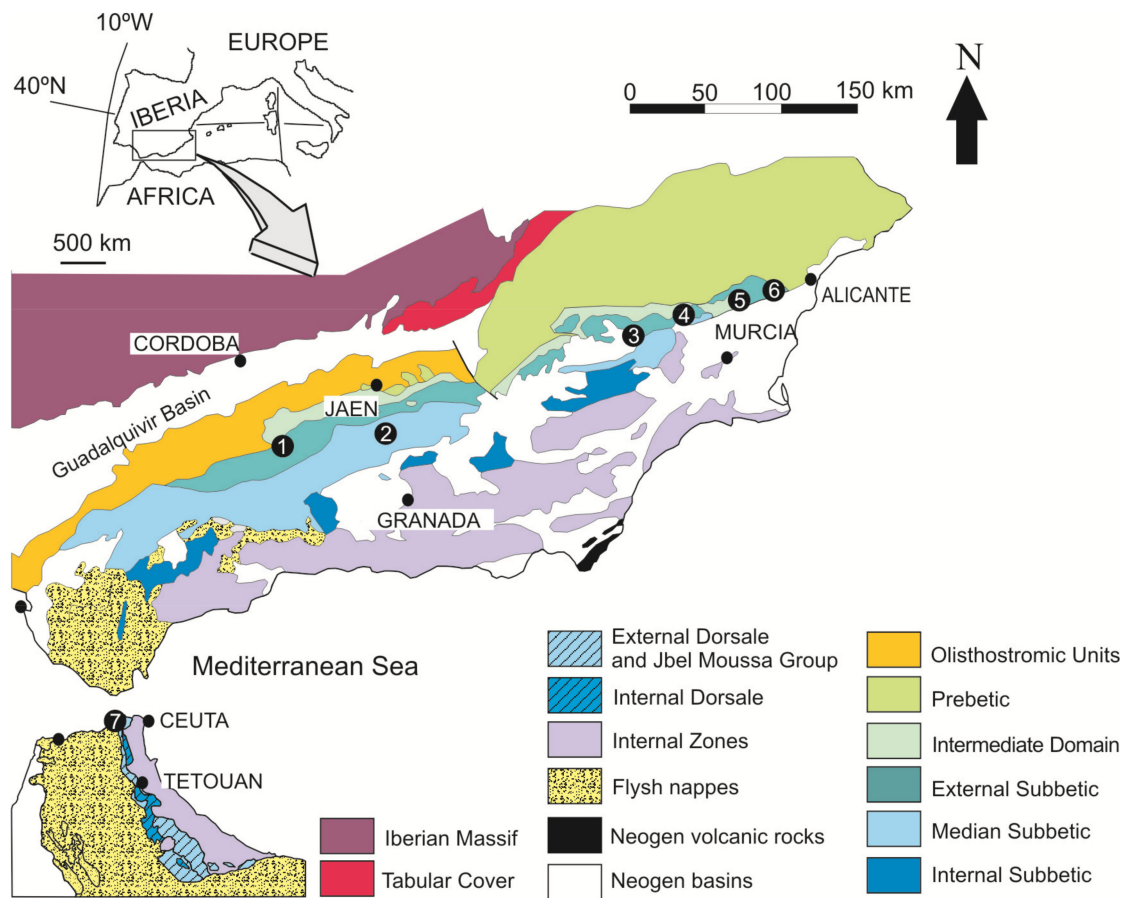 10ºW
EUROPE
40ºN
IBERIA
AFRICA
500 km
0 50 100 150 km
N
ALICANTE
MURCIA
CORDOBA
JAEN
Guadalquivir Basin
GRANADA
1
2
3
4
5
6
Mediterranean Sea
7
CEUTA
TETOUAN
Iberian Massif
Tabular Cover
External Dorsale
and Jbel Moussa Group
Internal Dorsale
Internal Zones
Flysh nappes
Neogen volcanic rocks
Neogen basins
Olisthostromic Units
Prebetic
Intermediate Domain
External Subbetic
Median Subbetic
Internal Subbetic